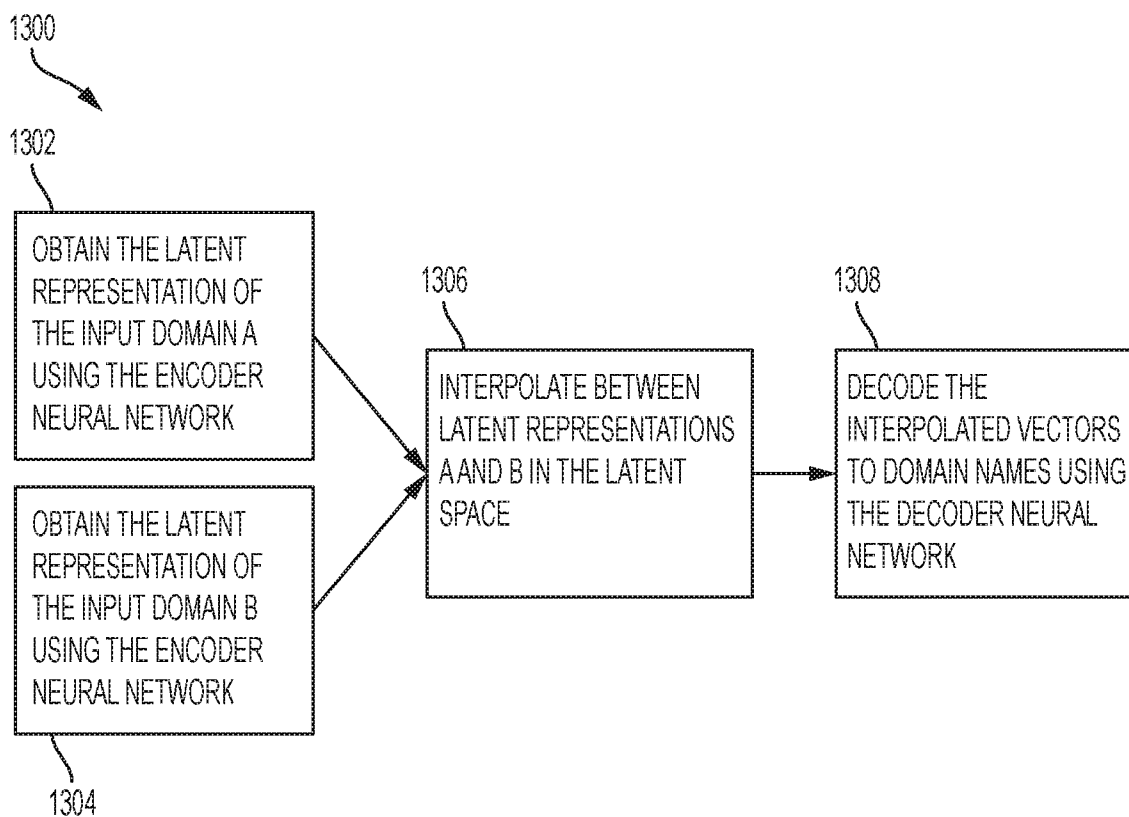 1300
1302
OBTAIN THE LATENT
REPRESENTATION OF
THE INPUT DOMAIN A
USING THE ENCODER
NEURAL NETWORK
OBTAIN THE LATENT
REPRESENTATION OF
THE INPUT DOMAIN B
USING THE ENCODER
NEURAL NETWORK
1304
1306
INTERPOLATE BETWEEN
LATENT REPRESENTATIONS
A AND B IN THE LATENT
SPACE
1308
DECODE THE
INTERPOLATED VECTORS
TO DOMAIN NAMES USING
THE DECODER NEURAL
NETWORK